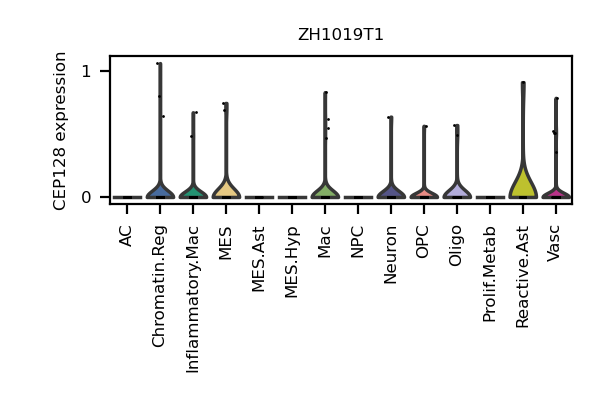 ZH1019T1
CEP128 expression
1
0
AC
Chromatin.Reg
Inflammatory.Mac
MES
MES.Ast
MES.Hyp
Mac
NPC
Neuron
OPC
Oligo
Prolif.Metab
Reactive.Ast
Vasc